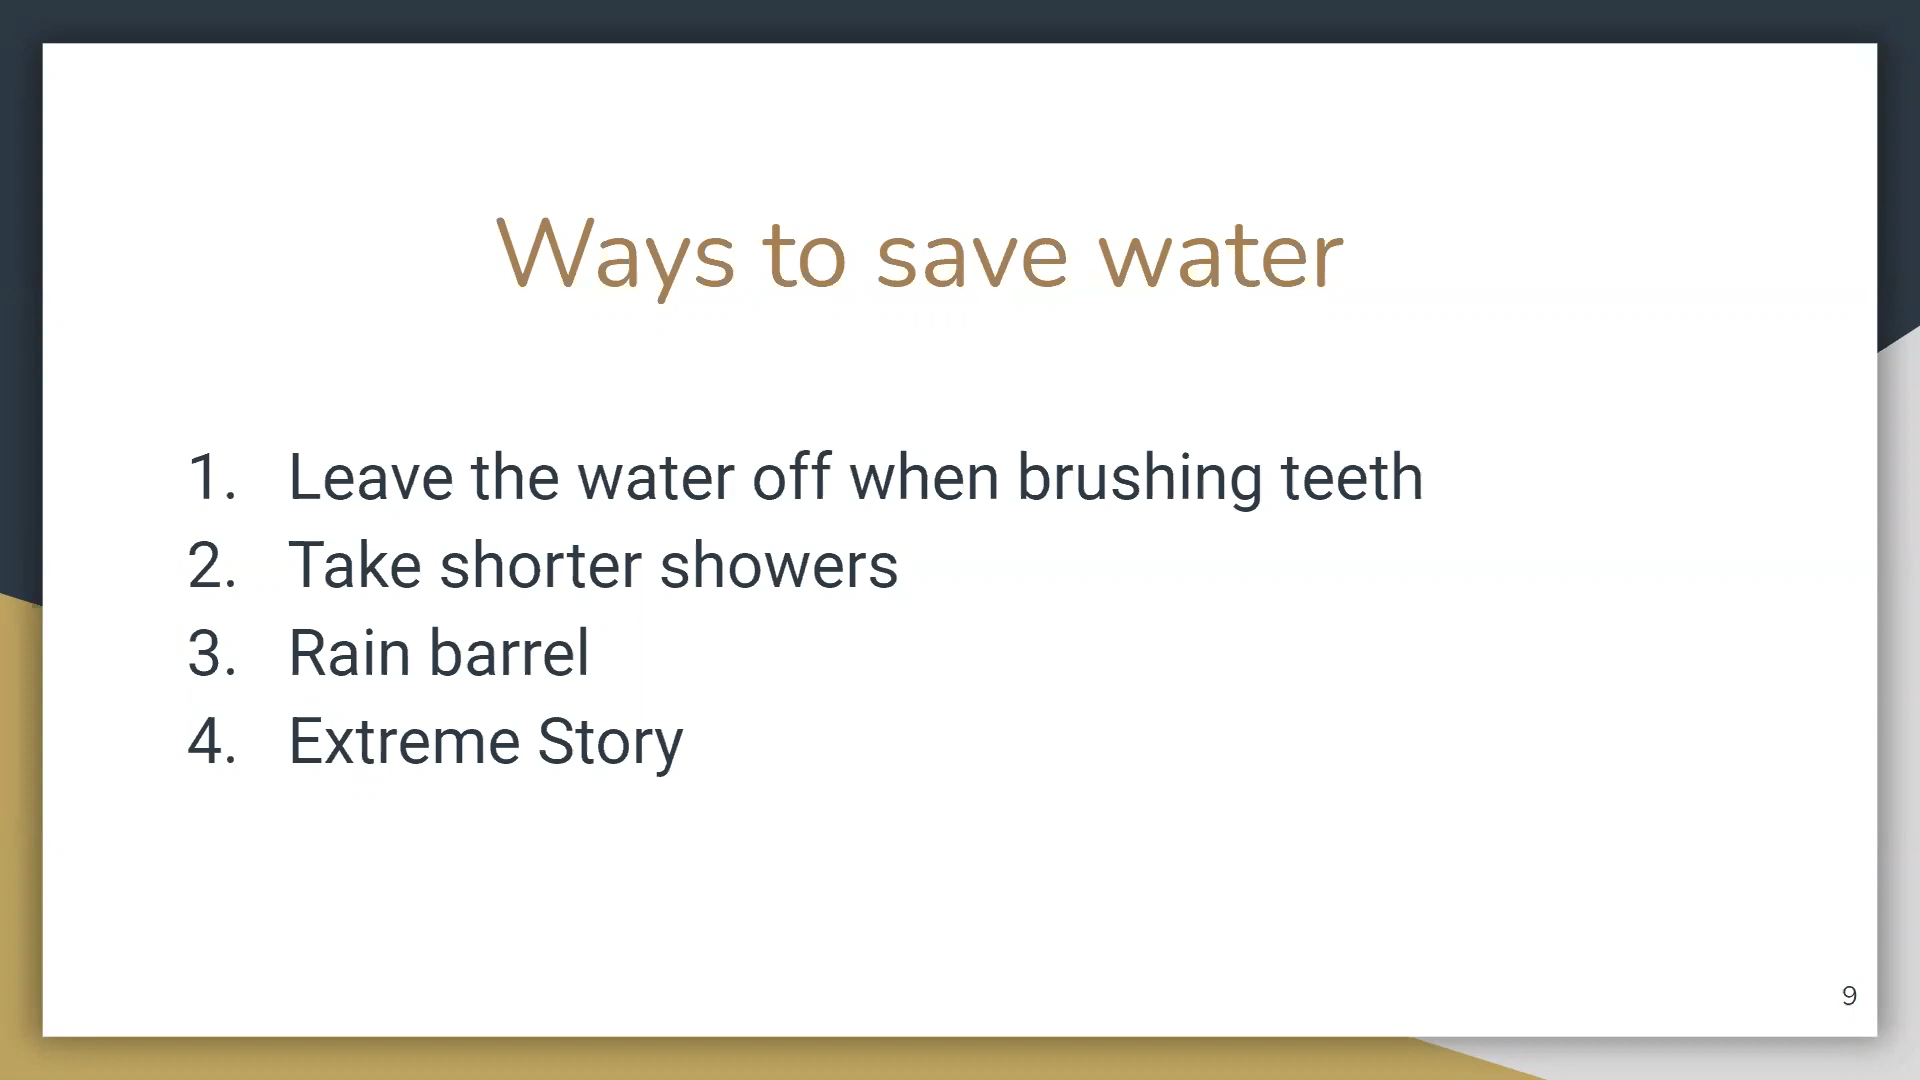 Ways to save water
1. Leave the water off when brushing teeth
2. Take shorter showers
3. Rain barrel
4. Extreme Story
9